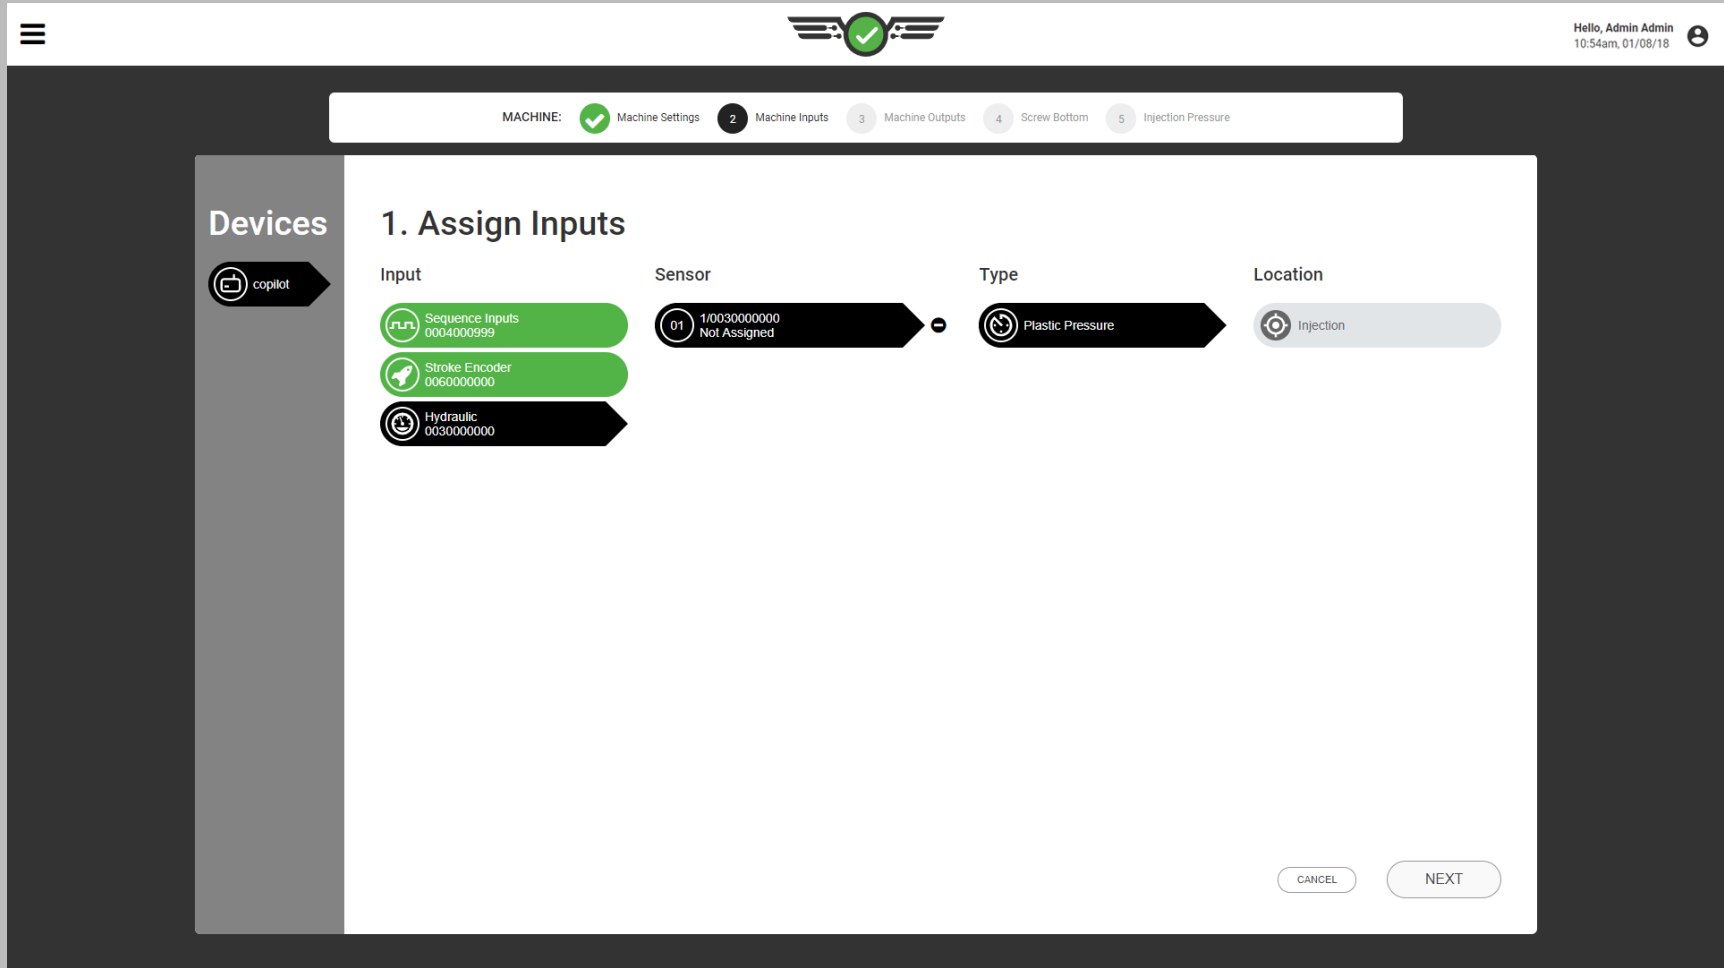 Hello, Admin Admin
10:54am, 01/08/18
MACHINE: Machine Settings 2 Machine Inputs 3 Machine Outputs 4 Screw Bottom 5 Injection Pressure
Devices
copilot
1. Assign Inputs
Input Sensor Type Location
Sequence Inputs
0004000999
Stroke Encoder
0060000000
Hydraulic
0030000000
01
1/0030000000
Not Assigned
Plastic Pressure
Injection
CANCEL NEXT